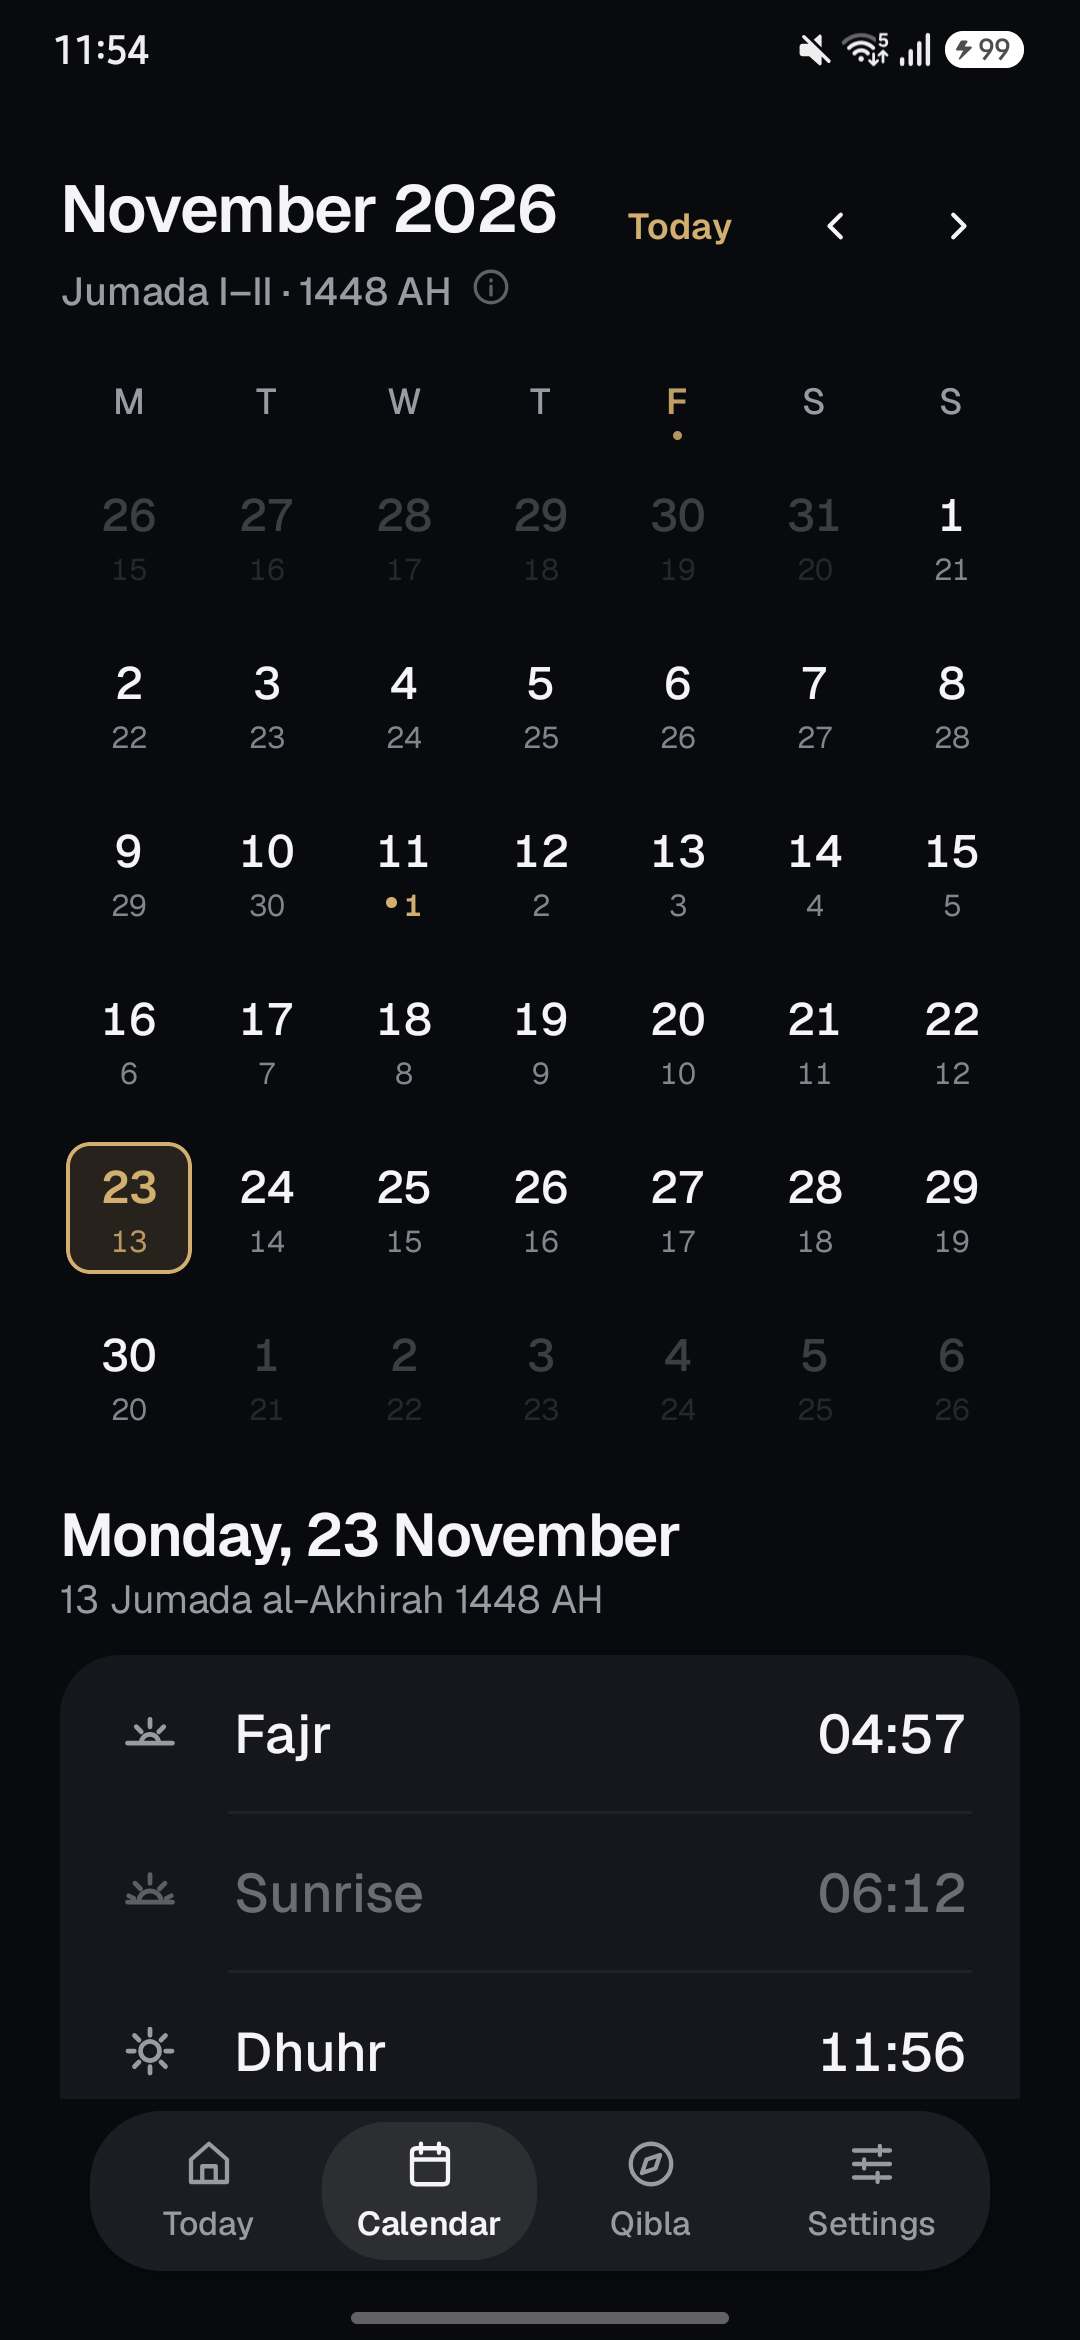 11:54 5 99
November 2026 Today
Jumada I–II · 1448 AH
M T W T F S S
26 27 28 29 30 31 1
15 16 17 18 19 20 21
2 3 4 5 6 7 8
22 23 24 25 26 27 28
9 10 11 12 13 14 15
29 30 1 2 3 4 5
16 17 18 19 20 21 22
6 7 8 9 10 11 12
23 24 25 26 27 28 29
13 14 15 16 17 18 19
30 1 2 3 4 5 6
20 21 22 23 24 25 26
Monday, 23 November
13 Jumada al-Akhirah 1448 AH
Fajr 04:57
Sunrise 06:12
Dhuhr 11:56
Today Calendar Qibla Settings